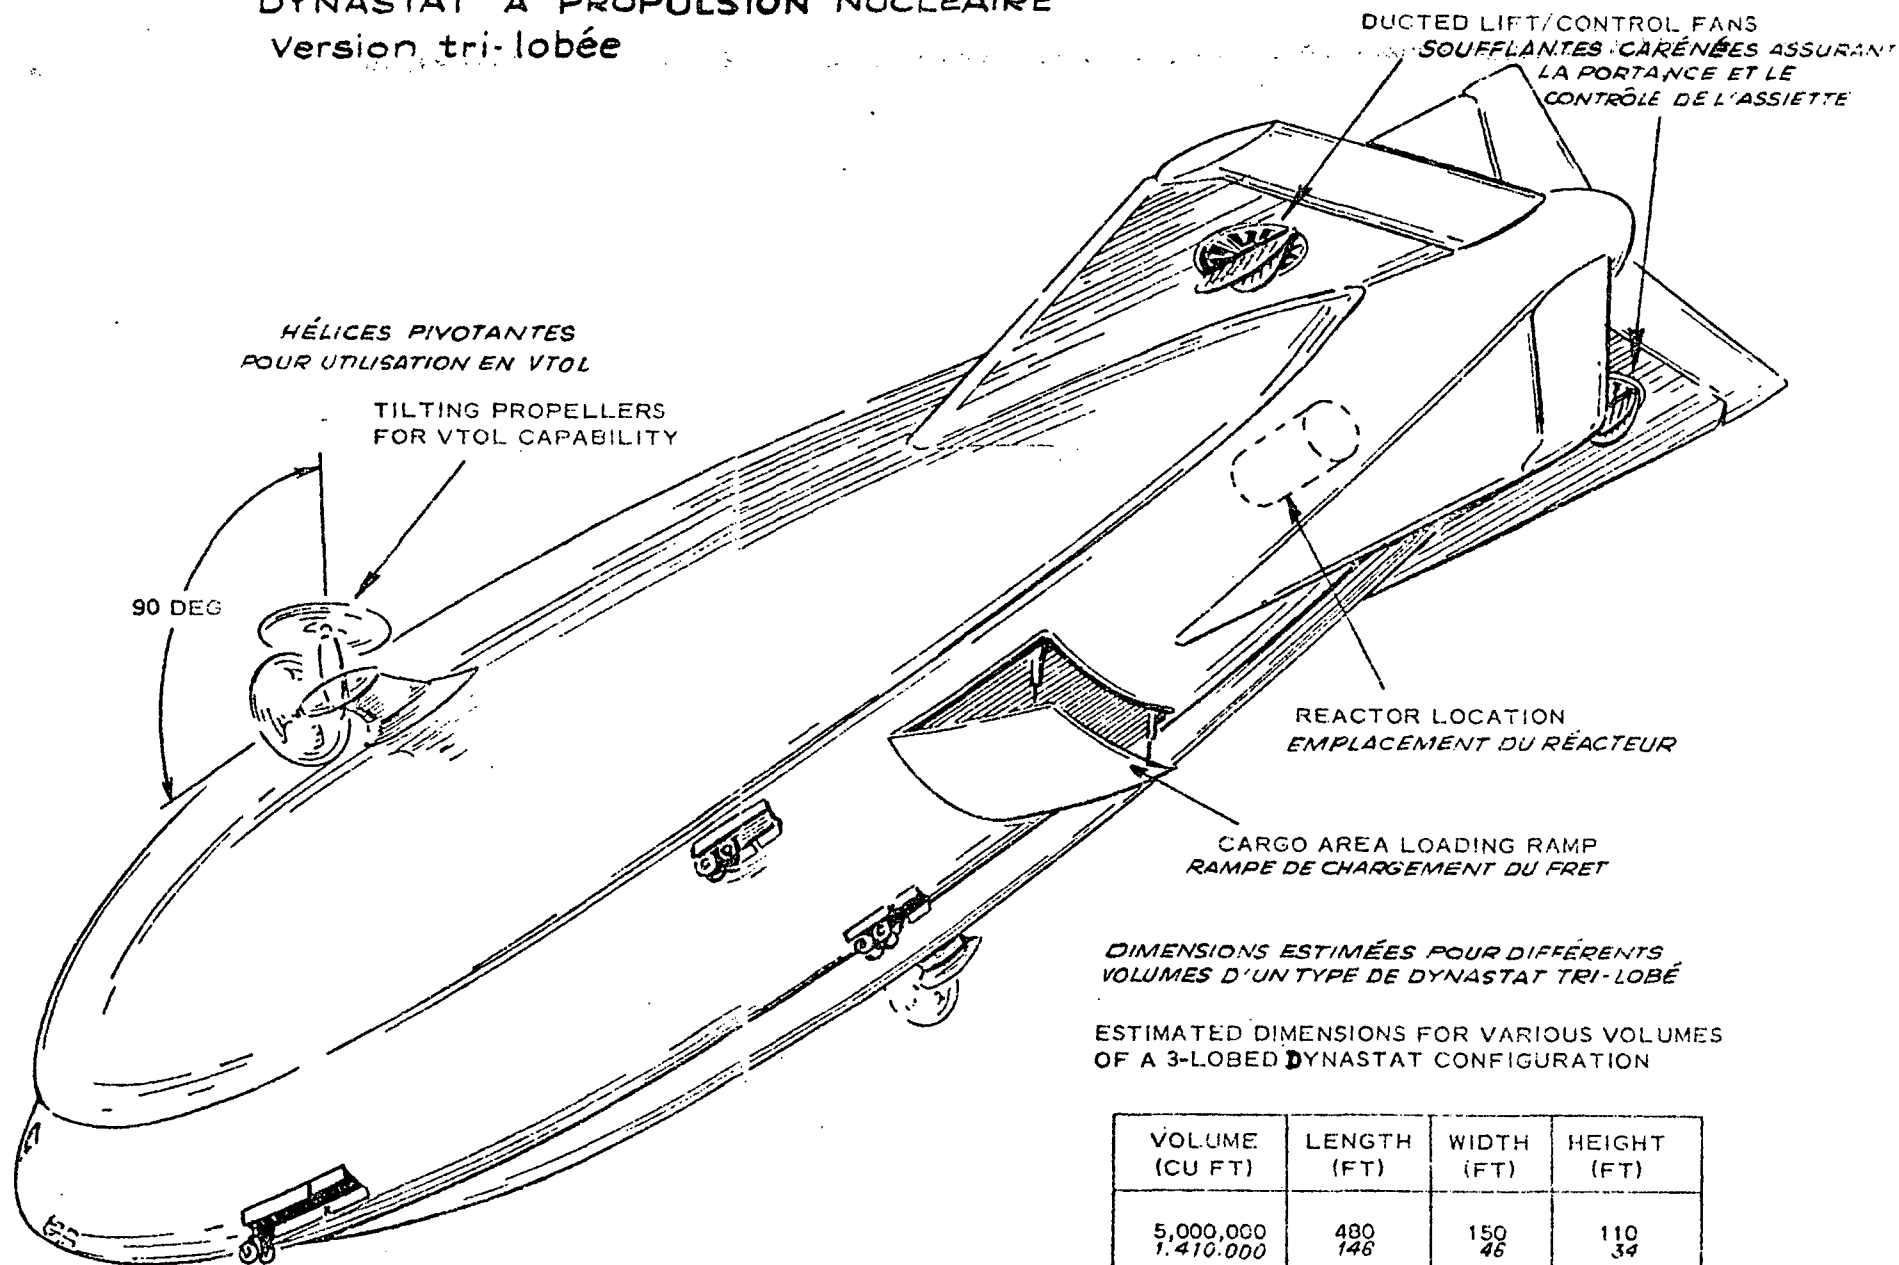 DYNASTAT A PROPULSION NUCLEAIRE
Version tri-lobée
DUCTED LIFT/CONTROL FANS
SOUFFLANTES CARÉNÉES ASSURANT
LA PORTANCE ET LE
CONTRÔLE DE L'ASSIETTE
HÉLICES PIVOTANTES
POUR UTILISATION EN VTOL
TILTING PROPELLERS
FOR VTOL CAPABILITY
90 DEG
REACTOR LOCATION
EMPLACEMENT DU RÉACTEUR
CARGO AREA LOADING RAMP
RAMPE DE CHARGEMENT DU FRET
DIMENSIONS ESTIMÉES POUR DIFFÉRENTS
VOLUMES D'UN TYPE DE DYNASTAT TRI-LOBÉ
ESTIMATED DIMENSIONS FOR VARIOUS VOLUMES
OF A 3-LOBED DYNASTAT CONFIGURATION
VOLUME LENGTH WIDTH HEIGHT
(CU FT) (FT) (FT) (FT)
5,000,000 480 150 110
1.410.000 146 46 34